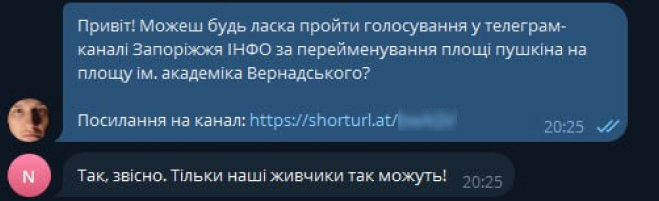 Привіт! Можеш будь ласка пройти голосування у телеграм-
каналі Запоріжжя ІНФО за перейменування площі пушкіна на
площу ім. академіка Вернадського?
Посилання на канал: https://shorturl.at/
20:25
N
Так, звісно. Тільки наші живчики так можуть!
20:25